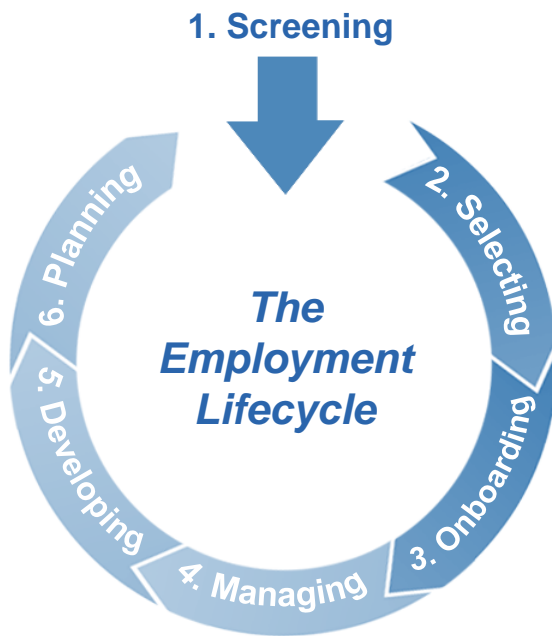 1. Screening
2. Selecting
3. Onboarding
4. Managing
5. Developing
6. Planning
The
Employment
Lifecycle